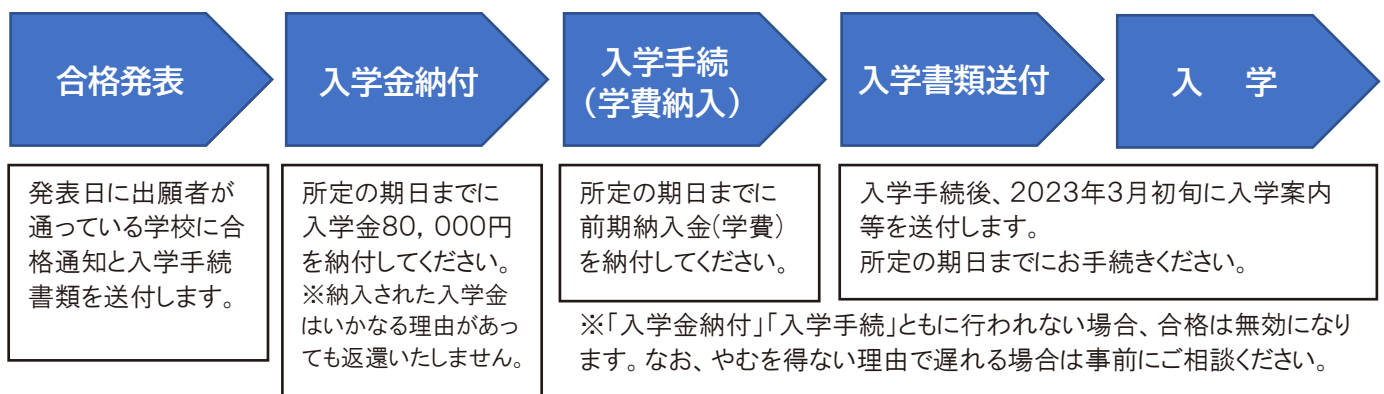 合格発表
入学金納付
入学手続
（学費納入）
入学書類送付
入　学
発表日に出願者が
通っている学校に合
格通知と入学手続
書類を送付します。
所定の期日までに
入学金80，000円
を納付してください。
※納入された入学金
はいかなる理由があっ
ても返還いたしません。
所定の期日までに
前期納入金(学費)
を納付してください。
入学手続後、2023年3月初旬に入学案内
等を送付します。
所定の期日までにお手続きください。
※「入学金納付」「入学手続」ともに行われない場合、合格は無効になり
ます。なお、やむを得ない理由で遅れる場合は事前にご相談ください。